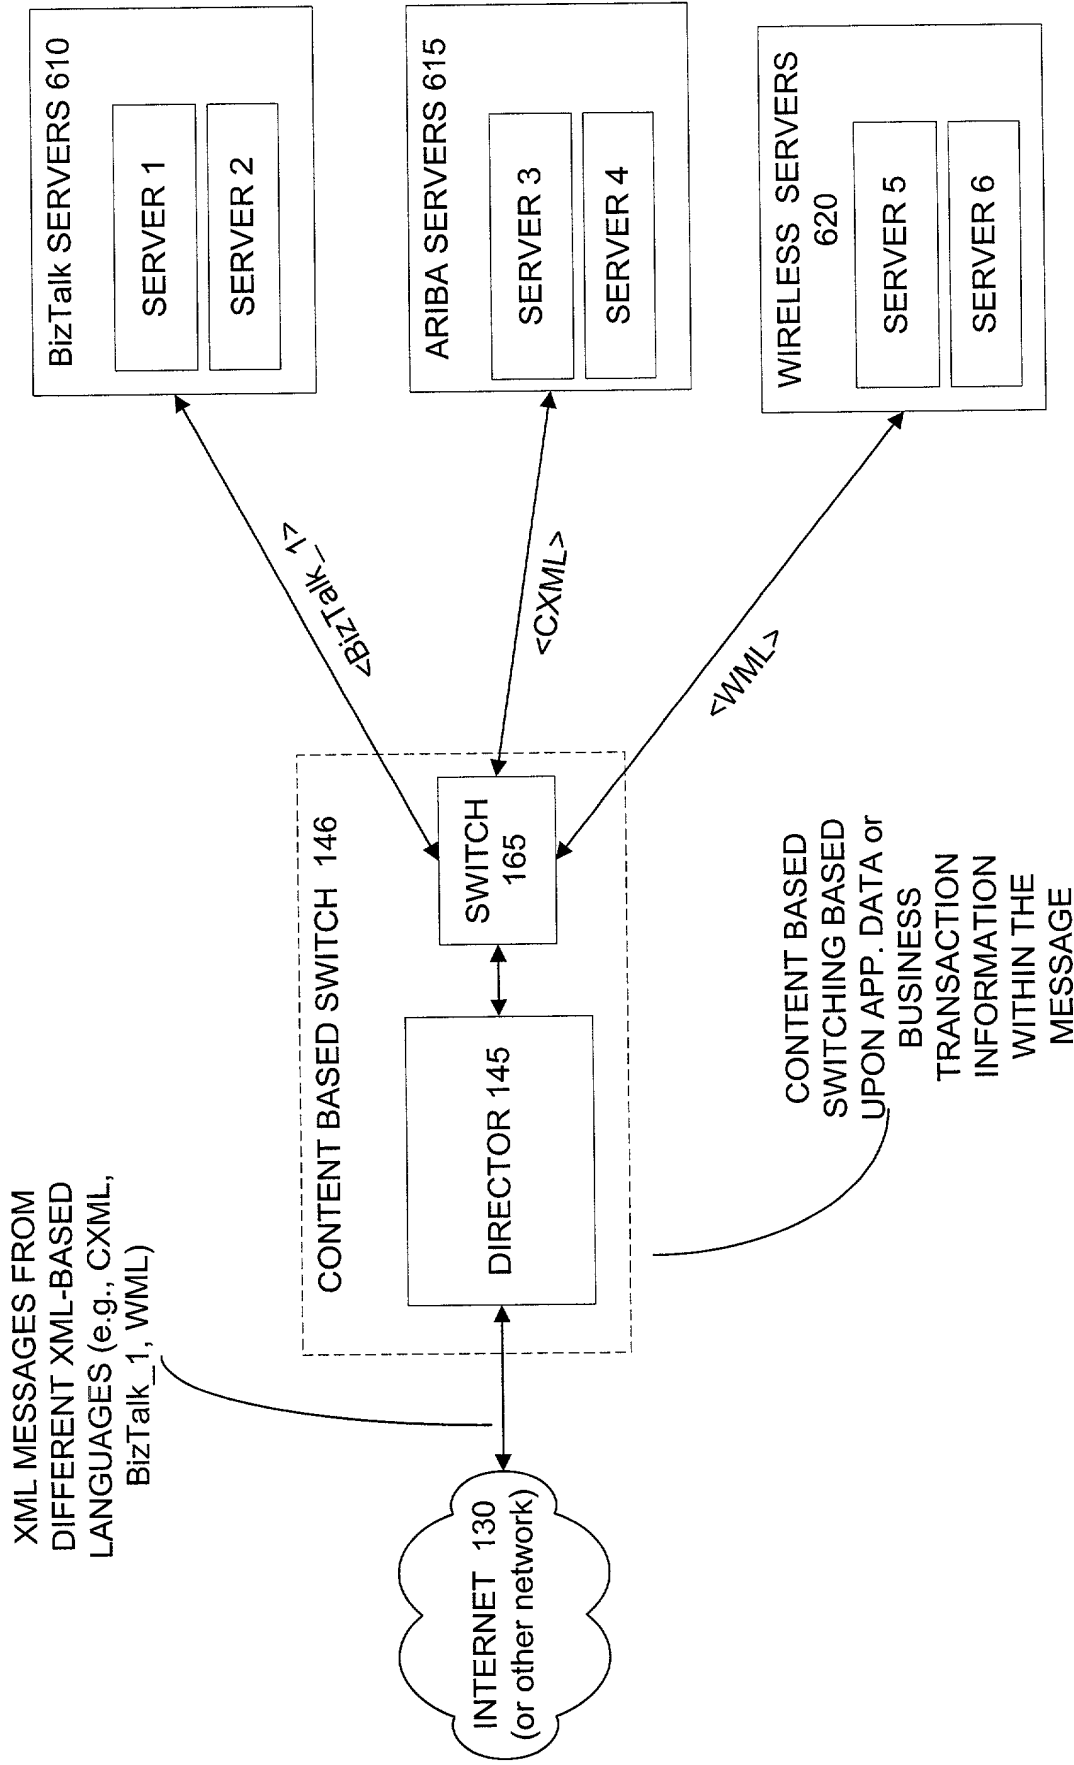 XML MESSAGES FROM
DIFFERENT XML-BASED
LANGUAGES (e.g., CXML,
BizTalk_1, WML)
INTERNET 130
(or other network)
CONTENT BASED SWITCH 146
DIRECTOR 145
SWITCH
165
CONTENT BASED
SWITCHING BASED
UPON APP. DATA or
BUSINESS
TRANSACTION
INFORMATION
WITHIN THE
MESSAGE
<BizTalk_1>
<CXML>
<WML>
BizTalk SERVERS 610
SERVER 1
SERVER 2
ARIBA SERVERS 615
SERVER 3
SERVER 4
WIRELESS SERVERS
620
SERVER 5
SERVER 6